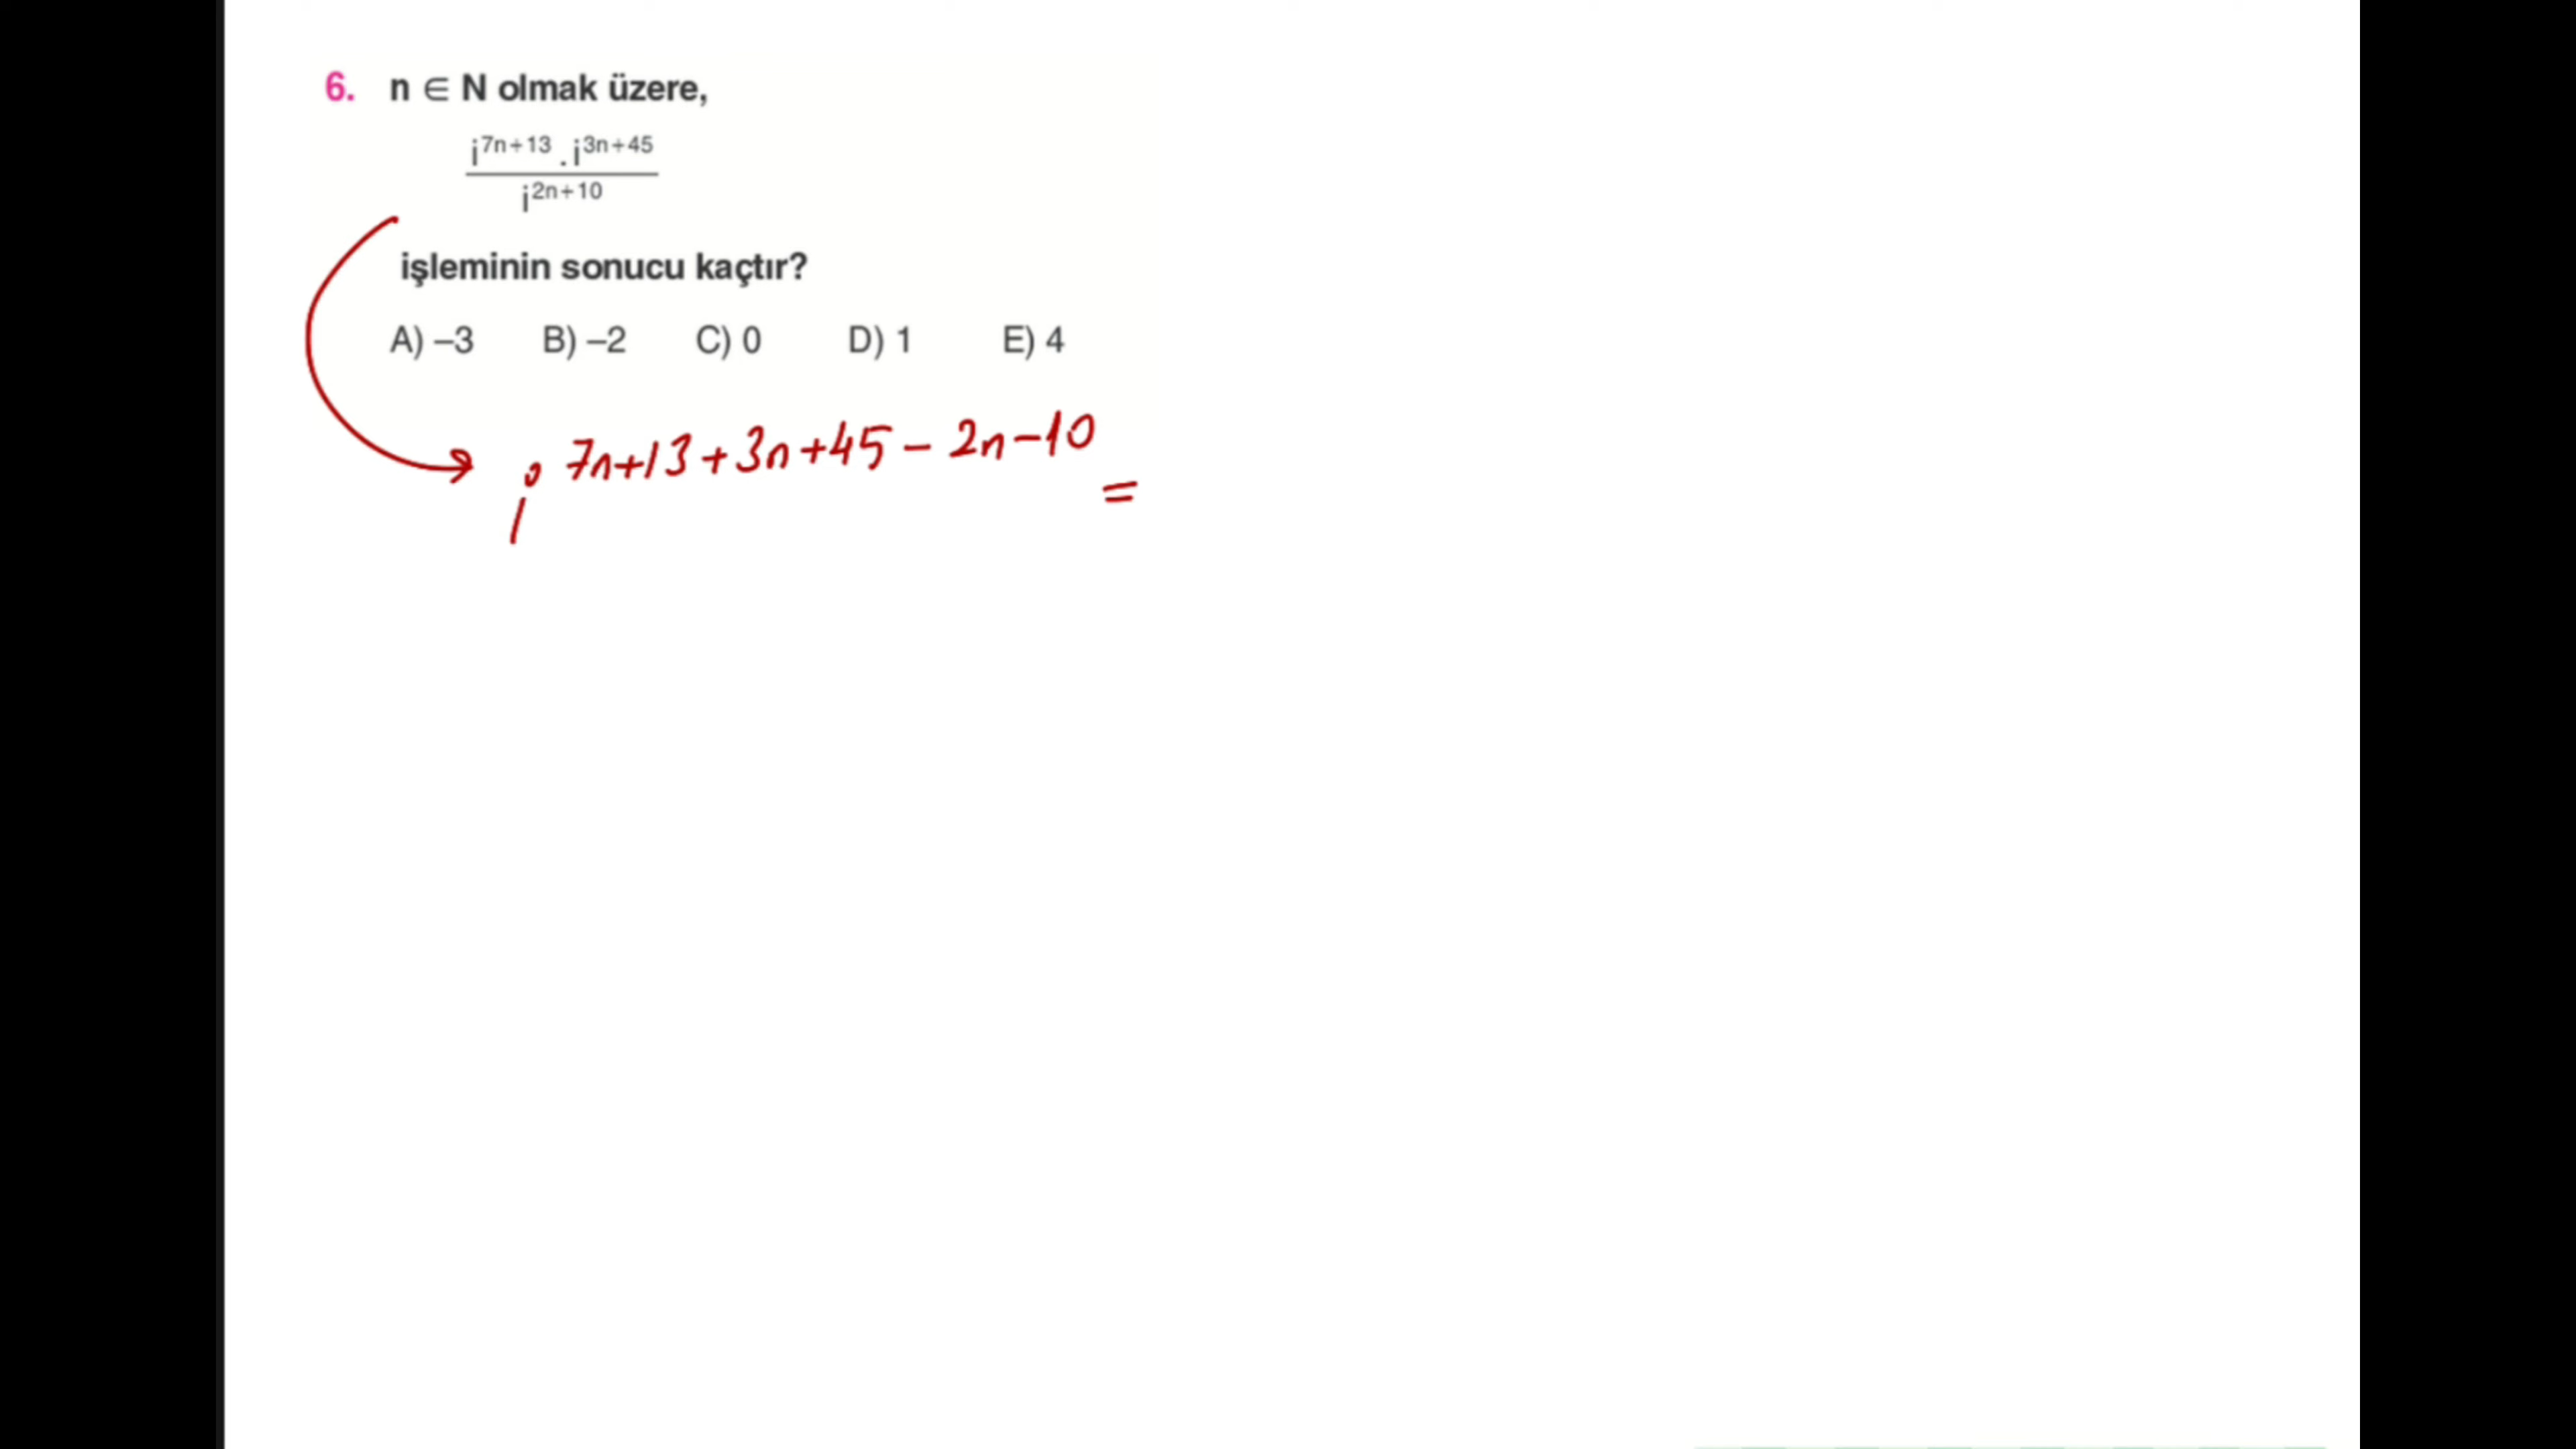 6. n ∈ N olmak üzere,
i^{7n+13} . i^{3n+45}
i^{2n+10}
işleminin sonucu kaçtır?
A) –3 B) –2 C) 0 D) 1 E) 4
i^{7n+13+3n+45-2n-10} =